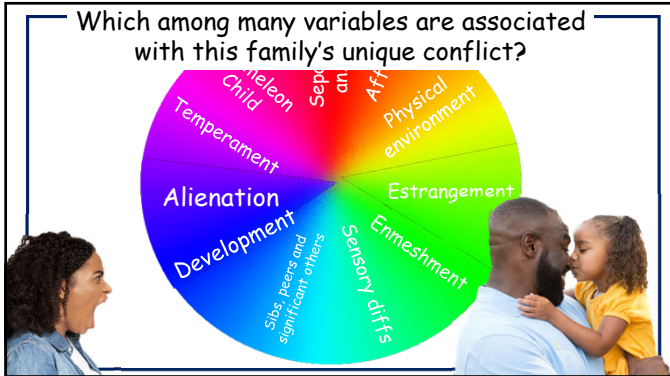 Which among many variables are associated
with this family's unique conflict?
Child
Physical
environment
Temperament
Estrangement
Alienation
Enmeshment
Development
Sibs, peers and
significant others
Sensory diffs